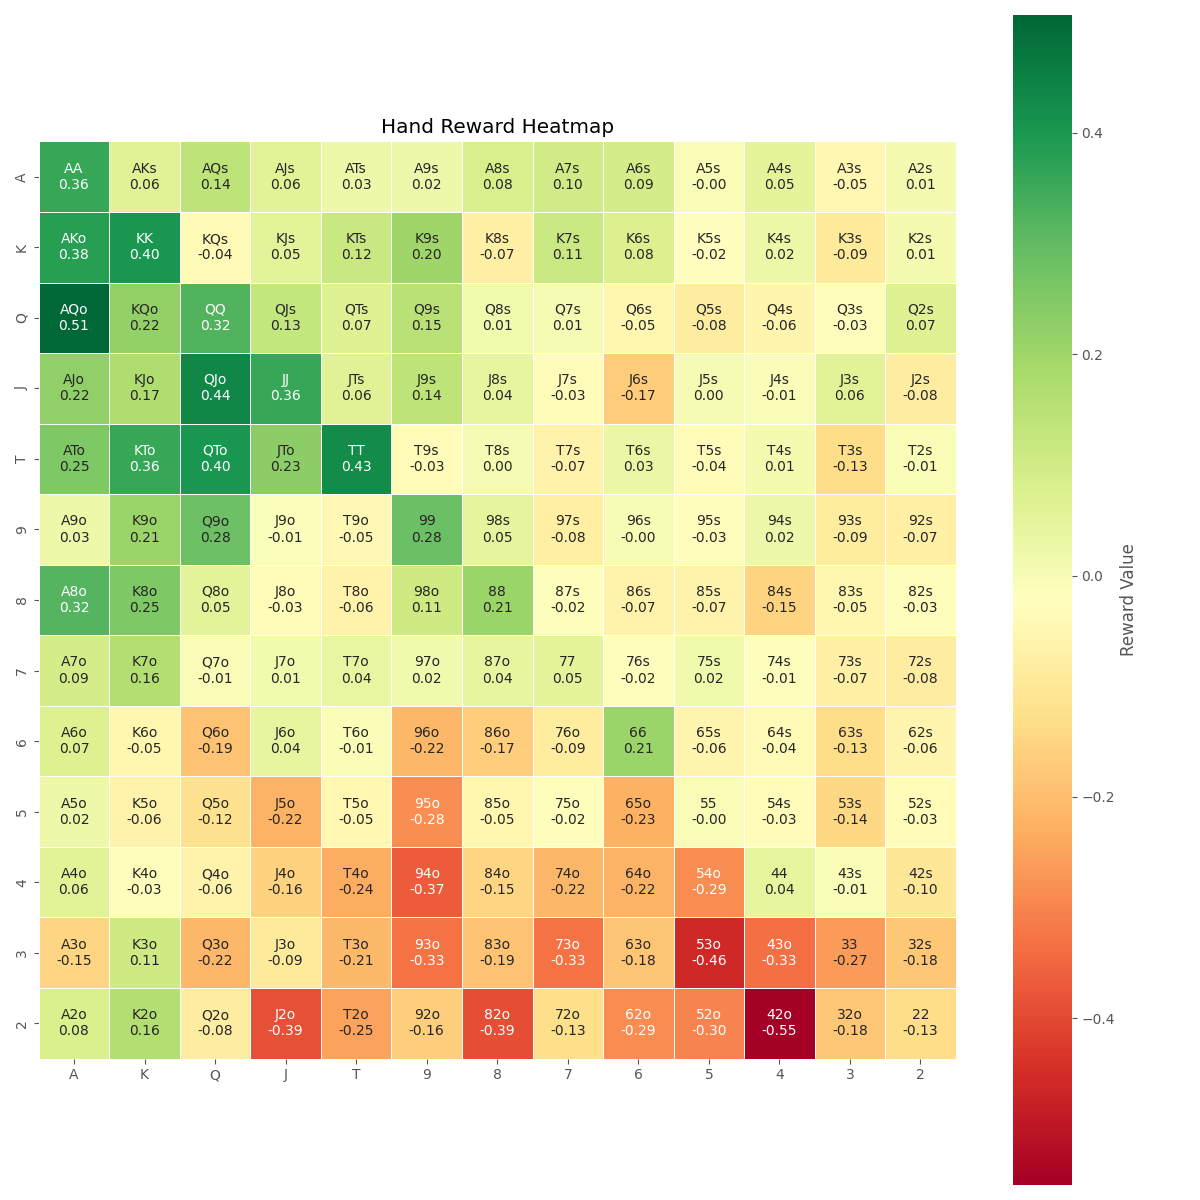 Hand Reward Heatmap
A
AA AKs AQs AJs ATs A9s A8s A7s A6s A5s A4s A3s A2s
0.36 0.06 0.14 0.06 0.03 0.02 0.08 0.10 0.09 -0.00 0.05 -0.05 0.01
K
AKo KK KQs KJs KTs K9s K8s K7s K6s K5s K4s K3s K2s
0.38 0.40 -0.04 0.05 0.12 0.20 -0.07 0.11 0.08 -0.02 0.02 -0.09 0.01
Q
AQo KQo QQ QJs QTs Q9s Q8s Q7s Q6s Q5s Q4s Q3s Q2s
0.51 0.22 0.32 0.13 0.07 0.15 0.01 0.01 -0.05 -0.08 -0.06 -0.03 0.07
J
AJo KJo QJo JJ JTs J9s J8s J7s J6s J5s J4s J3s J2s
0.22 0.17 0.44 0.36 0.06 0.14 0.04 -0.03 -0.17 0.00 -0.01 0.06 -0.08
T
ATo KTo QTo JTo TT T9s T8s T7s T6s T5s T4s T3s T2s
0.25 0.36 0.40 0.23 0.43 -0.03 0.00 -0.07 0.03 -0.04 0.01 -0.13 -0.01
9
A9o K9o Q9o J9o T9o 99 98s 97s 96s 95s 94s 93s 92s
0.03 0.21 0.28 -0.01 -0.05 0.28 0.05 -0.08 -0.00 -0.03 0.02 -0.09 -0.07
8
A8o K8o Q8o J8o T8o 98o 88 87s 86s 85s 84s 83s 82s
0.32 0.25 0.05 -0.03 -0.06 0.11 0.21 -0.02 -0.07 -0.07 -0.15 -0.05 -0.03
7
A7o K7o Q7o J7o T7o 97o 87o 77 76s 75s 74s 73s 72s
0.09 0.16 -0.01 0.01 0.04 0.02 0.04 0.05 -0.02 0.02 -0.01 -0.07 -0.08
6
A6o K6o Q6o J6o T6o 96o 86o 76o 66 65s 64s 63s 62s
0.07 -0.05 -0.19 0.04 -0.01 -0.22 -0.17 -0.09 0.21 -0.06 -0.04 -0.13 -0.06
5
A5o K5o Q5o J5o T5o 95o 85o 75o 65o 55 54s 53s 52s
0.02 -0.06 -0.12 -0.22 -0.05 -0.28 -0.05 -0.02 -0.23 -0.00 -0.03 -0.14 -0.03
4
A4o K4o Q4o J4o T4o 94o 84o 74o 64o 54o 44 43s 42s
0.06 -0.03 -0.06 -0.16 -0.24 -0.37 -0.15 -0.22 -0.22 -0.29 0.04 -0.01 -0.10
3
A3o K3o Q3o J3o T3o 93o 83o 73o 63o 53o 43o 33 32s
-0.15 0.11 -0.22 -0.09 -0.21 -0.33 -0.19 -0.33 -0.18 -0.46 -0.33 -0.27 -0.18
2
A2o K2o Q2o J2o T2o 92o 82o 72o 62o 52o 42o 32o 22
0.08 0.16 -0.08 -0.39 -0.25 -0.16 -0.39 -0.13 -0.29 -0.30 -0.55 -0.18 -0.13
A K Q J T 9 8 7 6 5 4 3 2
0.4
0.2
0.0
−0.2
−0.4
Reward Value